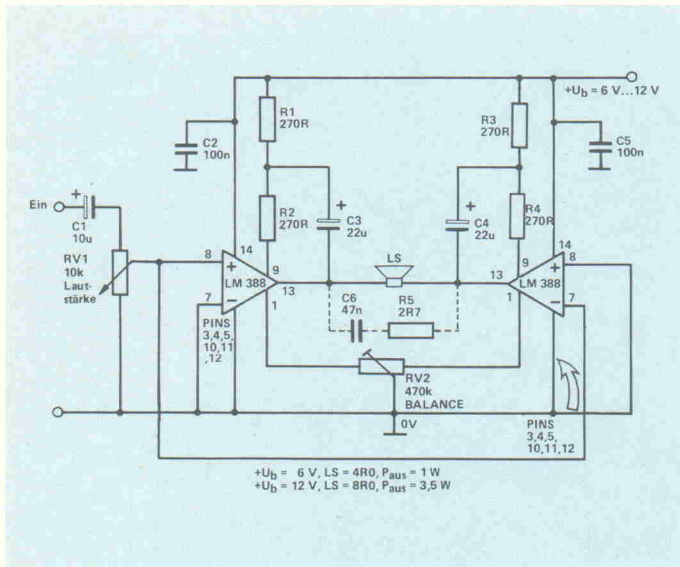 +Ub = 6 V...12 V
R1
270R
R3
270R
C2
100n
C5
100n
Ein
+
C1
10u
RV1
10k
Laut-
stärke
R2
270R
+
C3
22u
+
C4
22u
R4
270R
LS
8
14
+
9
LM 388
13
7
−
1
PINS
3,4,5,
10,11
,12
C6
47n
R5
2R7
13
9
14
8
+
LM 388
1
−
7
RV2
470k
BALANCE
0V
PINS
3,4,5,
10,11,12
+Ub = 6 V, LS = 4R0, Paus = 1 W
+Ub = 12 V, LS = 8R0, Paus = 3,5 W